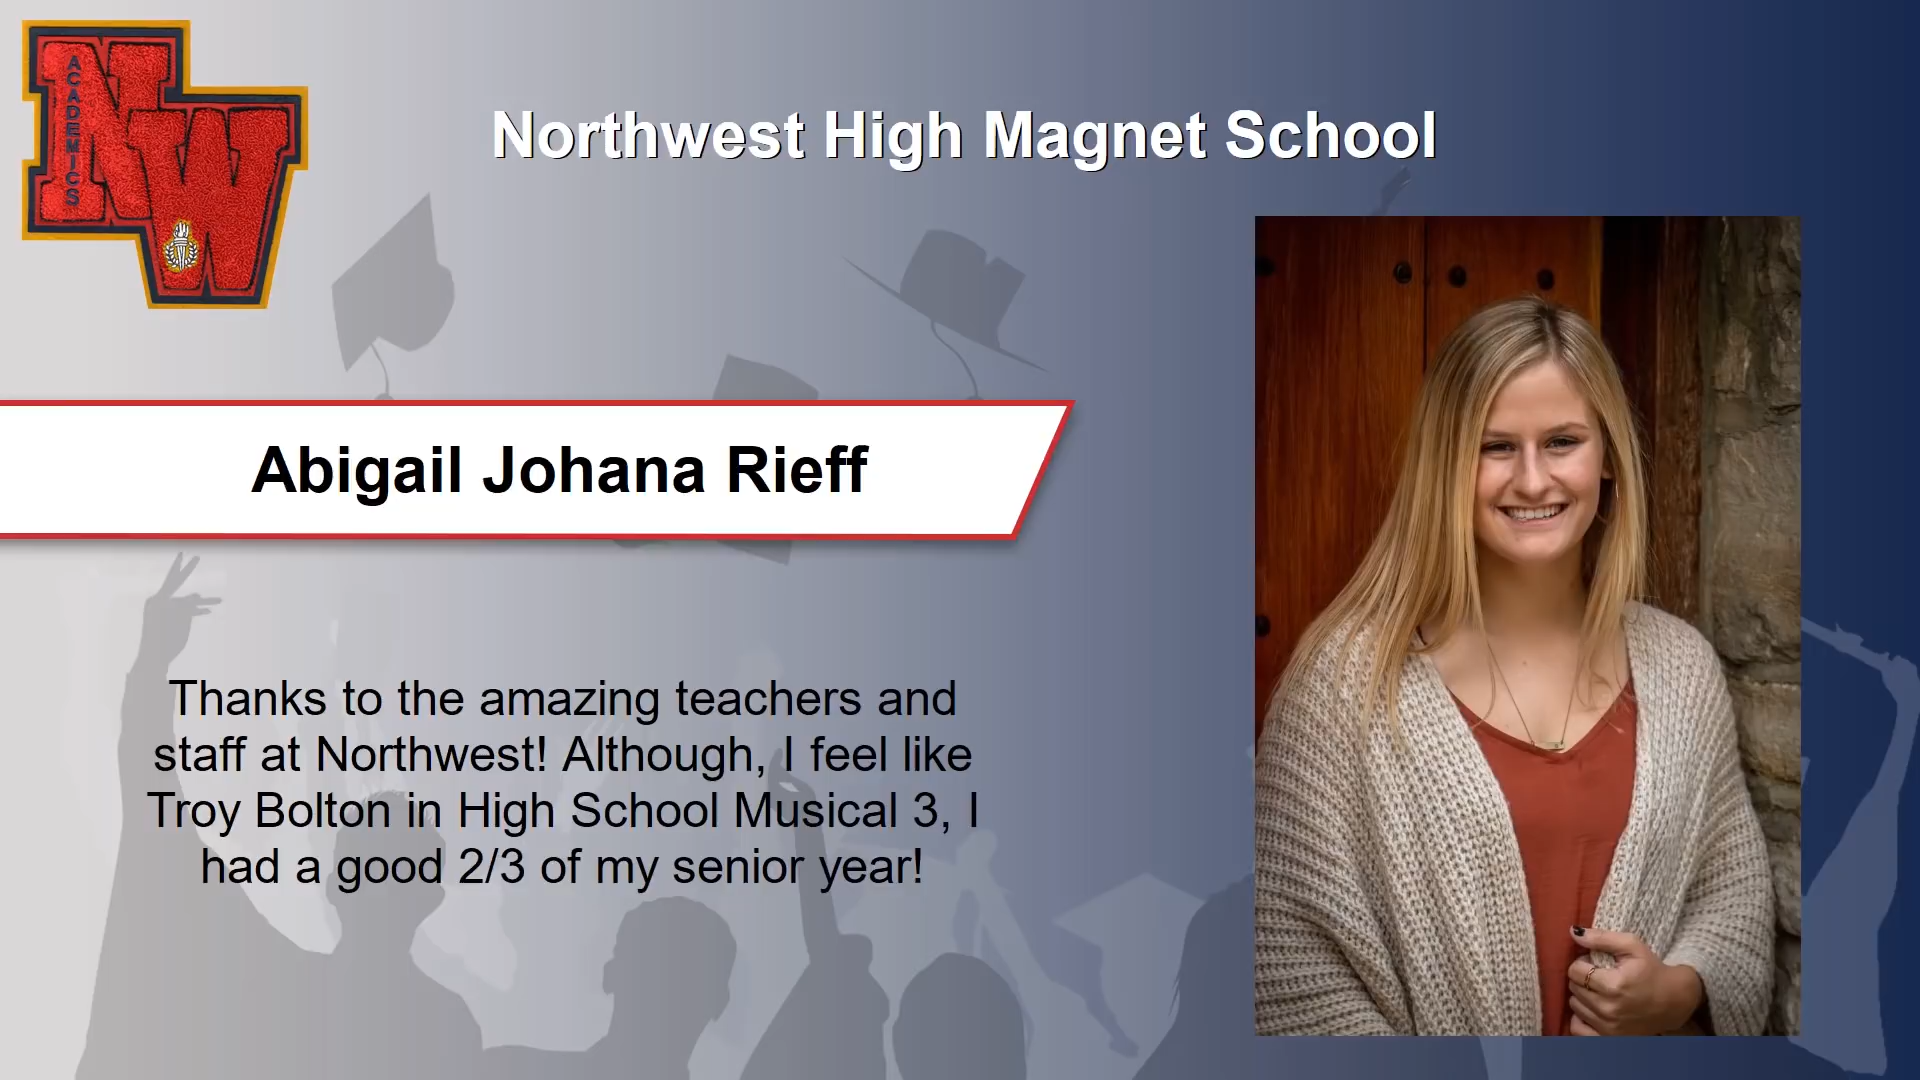 ACADEMICS
NW
Northwest High Magnet School
Abigail Johana Rieff
Thanks to the amazing teachers and
staff at Northwest! Although, I feel like
Troy Bolton in High School Musical 3, I
had a good 2/3 of my senior year!